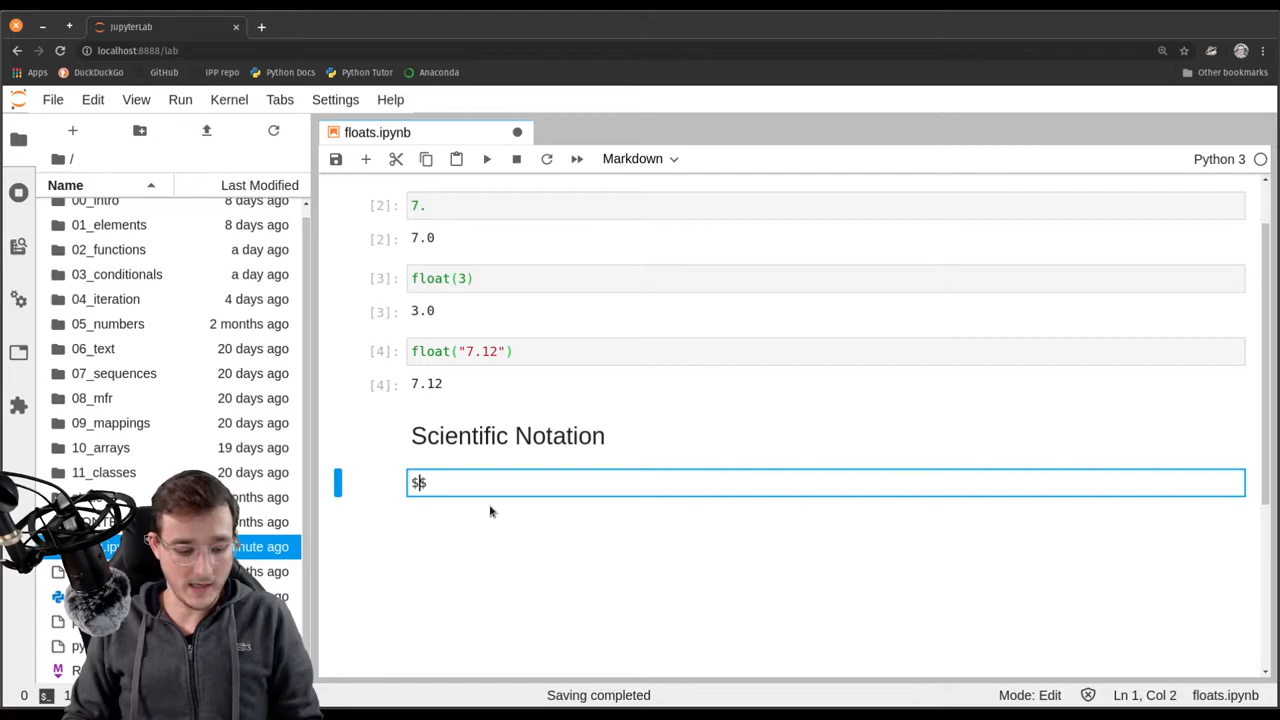 JupyterLab
localhost:8888/lab
Apps DuckDuckGo GitHub IPP repo Python Docs Python Tutor Anaconda Other bookmarks
File Edit View Run Kernel Tabs Settings Help
floats.ipynb
/
Markdown Python 3
Name Last Modified
00_intro 8 days ago
01_elements 8 days ago
02_functions a day ago
03_conditionals a day ago
04_iteration 4 days ago
05_numbers 2 months ago
06_text 20 days ago
07_sequences 20 days ago
08_mfr 20 days ago
09_mappings 20 days ago
10_arrays 19 days ago
11_classes 20 days ago
ago
ago
ago
[2]: 7.
[2]: 7.0
[3]: float(3)
[3]: 3.0
[4]: float("7.12")
[4]: 7.12
Scientific Notation
$$
0 $_ 1 Saving completed Mode: Edit Ln 1, Col 2 floats.ipynb